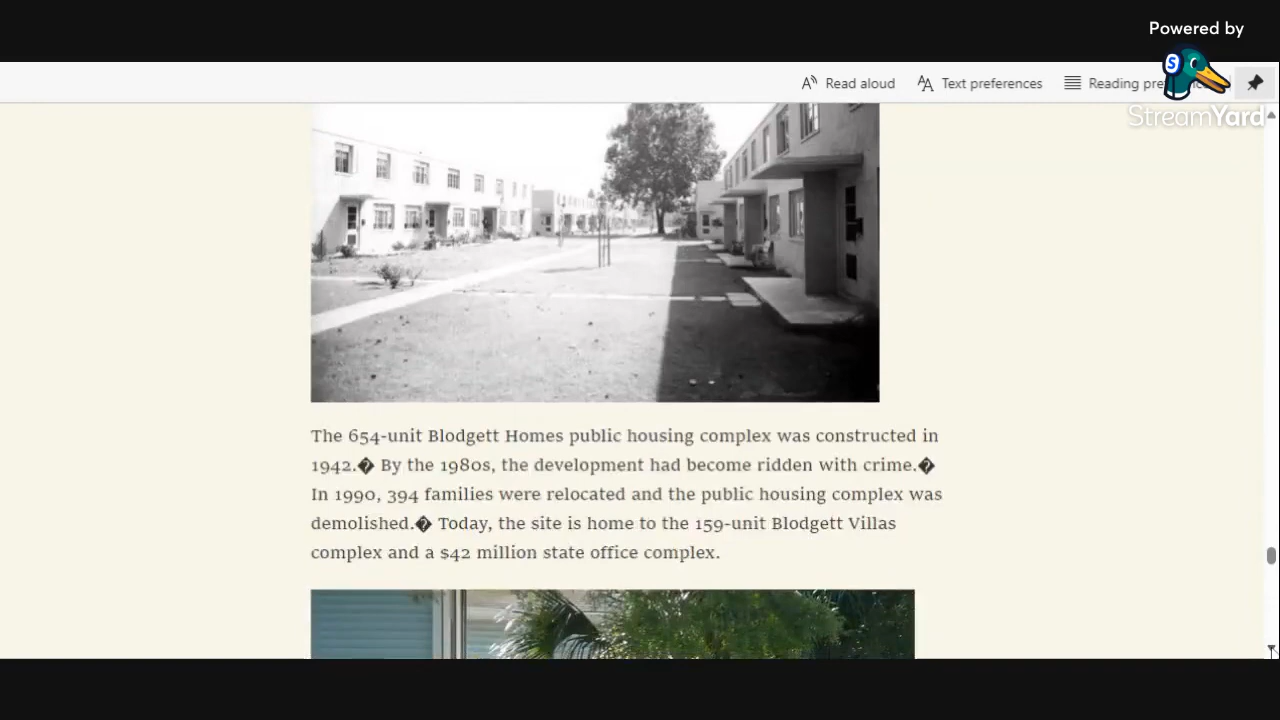 Powered by
Read aloud
Text preferences
Reading pre
StreamYard
The 654-unit Blodgett Homes public housing complex was constructed in
1942.� By the 1980s, the development had become ridden with crime.�
In 1990, 394 families were relocated and the public housing complex was
demolished.� Today, the site is home to the 159-unit Blodgett Villas
complex and a $42 million state office complex.